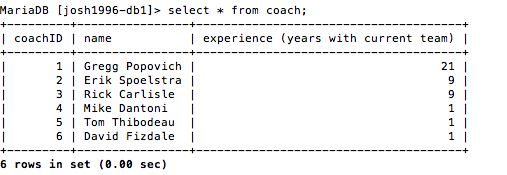 MariaDB [josh1996-db1]> select * from coach;
+---------+----------------+--------------------------------------+
| coachID | name           | experience (years with current team) |
+---------+----------------+--------------------------------------+
|       1 | Gregg Popovich |                                   21 |
|       2 | Erik Spoelstra |                                    9 |
|       3 | Rick Carlisle  |                                    9 |
|       4 | Mike Dantoni   |                                    1 |
|       5 | Tom Thibodeau  |                                    1 |
|       6 | David Fizdale  |                                    1 |
+---------+----------------+--------------------------------------+
6 rows in set (0.00 sec)